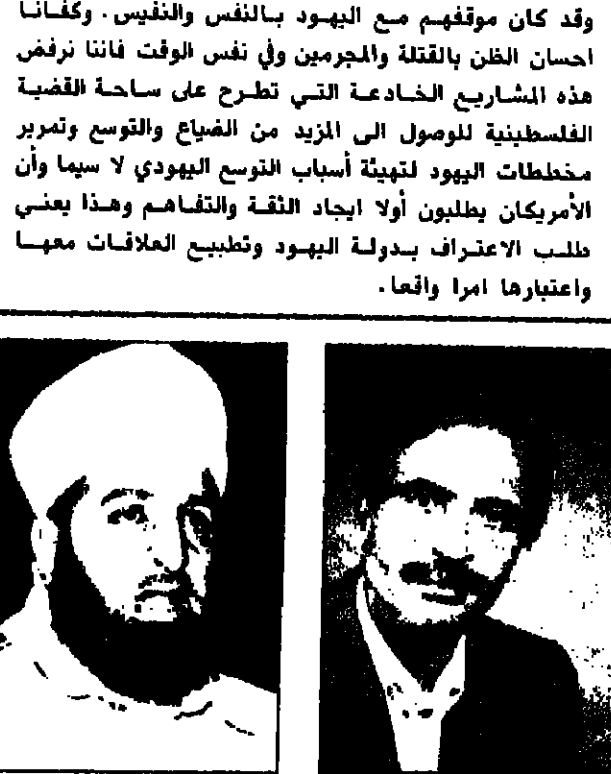 وقد كان موقفهم مع اليهود بالنفس والنفيس . وكفانا
احسان الظن بالقتلة والمجرمين وفي نفس الوقت فاننا نرفض
هذه المشاريع الخادعة التي تطرح على ساحة القضية
الفلسطينية للوصول الى المزيد من الضياع والتوسع وتمرير
مخططات اليهود لتهيئة أسباب التوسع اليهودي لا سيما وأن
الأمريكان يطلبون أولا ايجاد الثقة والتفاهم وهذا يعني
طلب الاعتراف بدولة اليهود وتطبيع العلاقات معها
واعتبارها امرا واقعا .